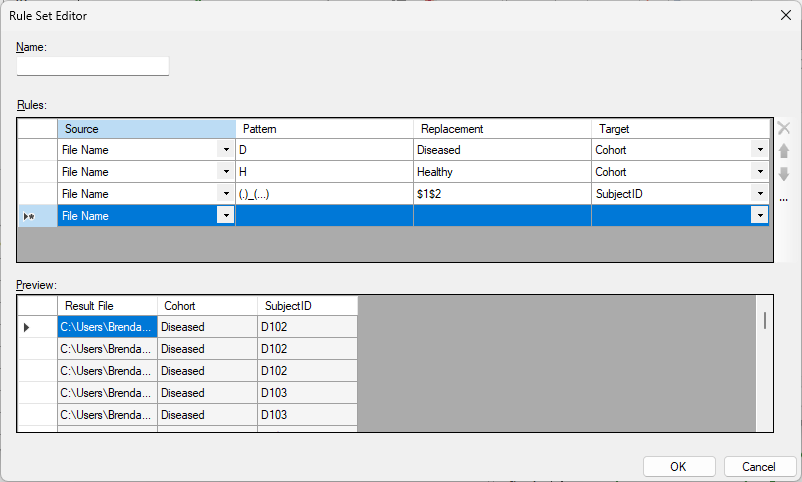 Rule Set Editor
Name:
Rules:
Source Pattern Replacement Target
File Name D Diseased Cohort
File Name H Healthy Cohort
File Name (.)_(...) $1$2 SubjectID
File Name
...
Preview:
Result File Cohort SubjectID
C:\Users\Brenda... Diseased D102
C:\Users\Brenda... Diseased D102
C:\Users\Brenda... Diseased D102
C:\Users\Brenda... Diseased D103
C:\Users\Brenda... Diseased D103
OK Cancel